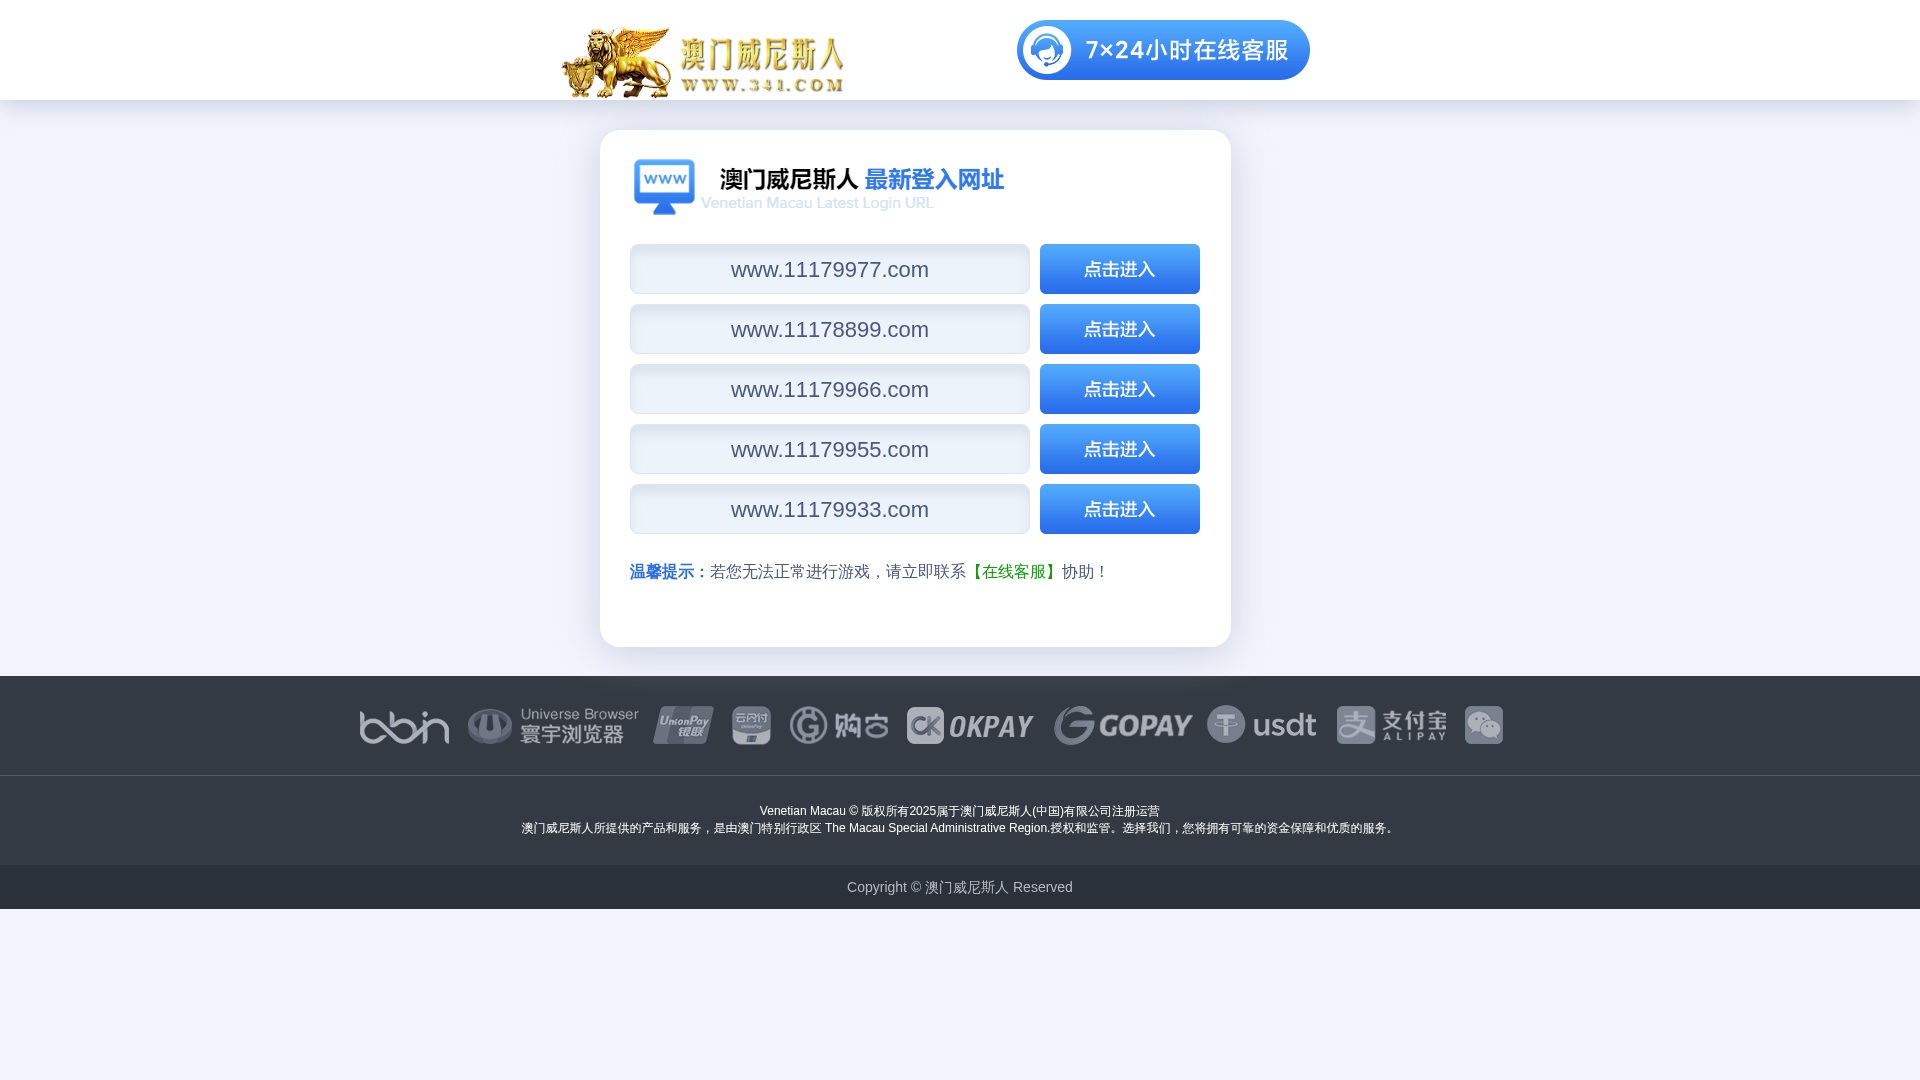 澳门威尼斯人
WWW.341.COM
7×24小时在线客服
WWW
澳门威尼斯人 最新登入网址
Venetian Macau Latest Login URL
www.11179977.com 点击进入
www.11178899.com 点击进入
www.11179966.com 点击进入
www.11179955.com 点击进入
www.11179933.com 点击进入
温馨提示：若您无法正常进行游戏，请立即联系【在线客服】协助！
bbin Universe Browser 寰宇浏览器 UnionPay 银联 云闪付 UnionPay 购宝 OKPAY GOPAY usdt 支 支付宝 ALIPAY
Venetian Macau © 版权所有2025属于澳门威尼斯人(中国)有限公司注册运营
澳门威尼斯人所提供的产品和服务，是由澳门特别行政区 The Macau Special Administrative Region.授权和监管。选择我们，您将拥有可靠的资金保障和优质的服务。
Copyright © 澳门威尼斯人 Reserved